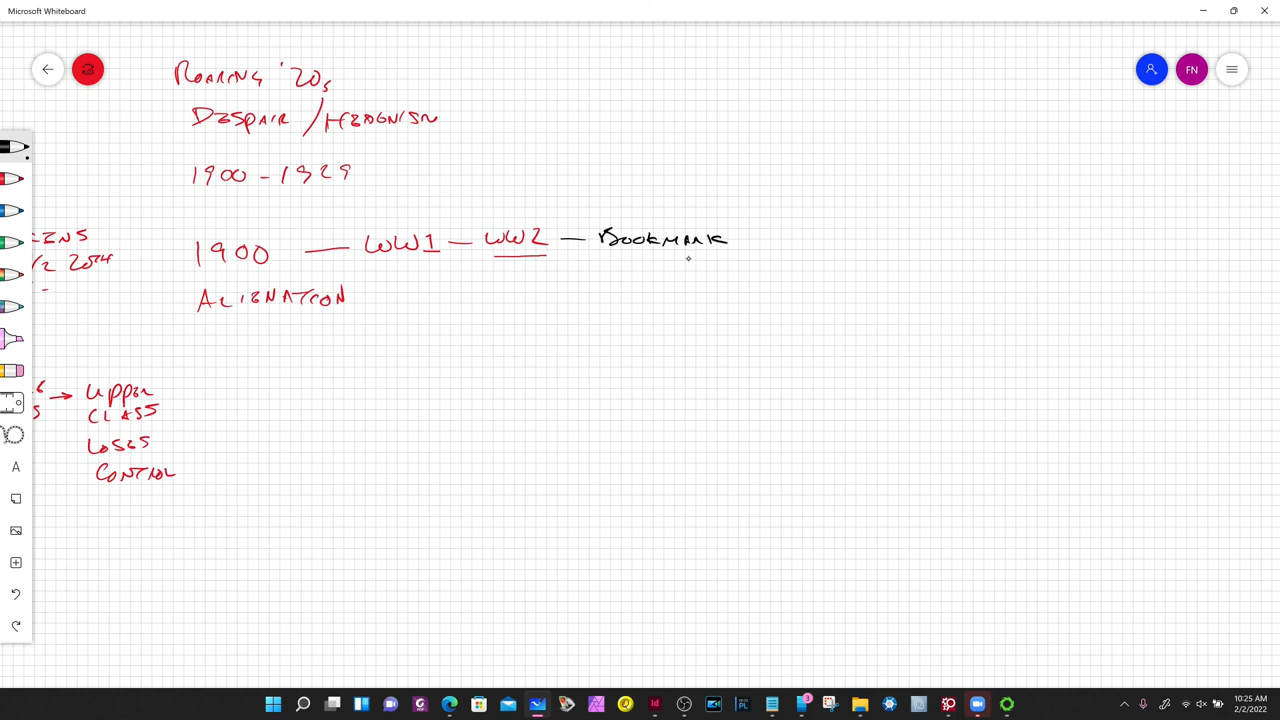 Microsoft Whiteboard
ROARING '20s
DESPAIR / HEDONISM
1900 - 1929
1900 — WW1 — WW2 — BOOKMARK
ALIENATION
FN
A
→ UPPER
CLASS
LOSES
CONTROL
3
10:25 AM
2/2/2022